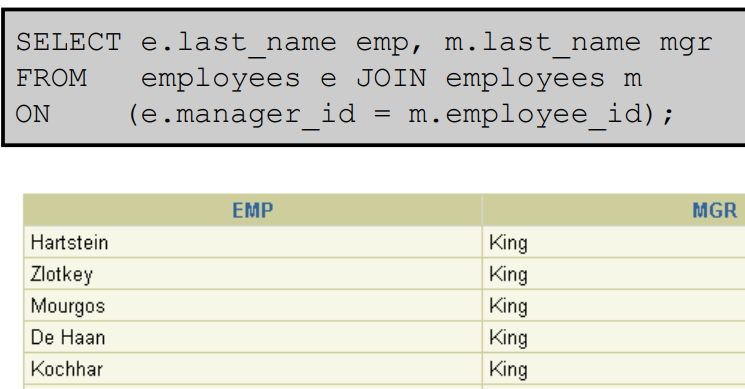 SELECT e.last_name emp, m.last_name mgr
FROM employees e JOIN employees m
ON (e.manager_id = m.employee_id);
EMP MGR
Hartstein King
Zlotkey King
Mourgos King
De Haan King
Kochhar King